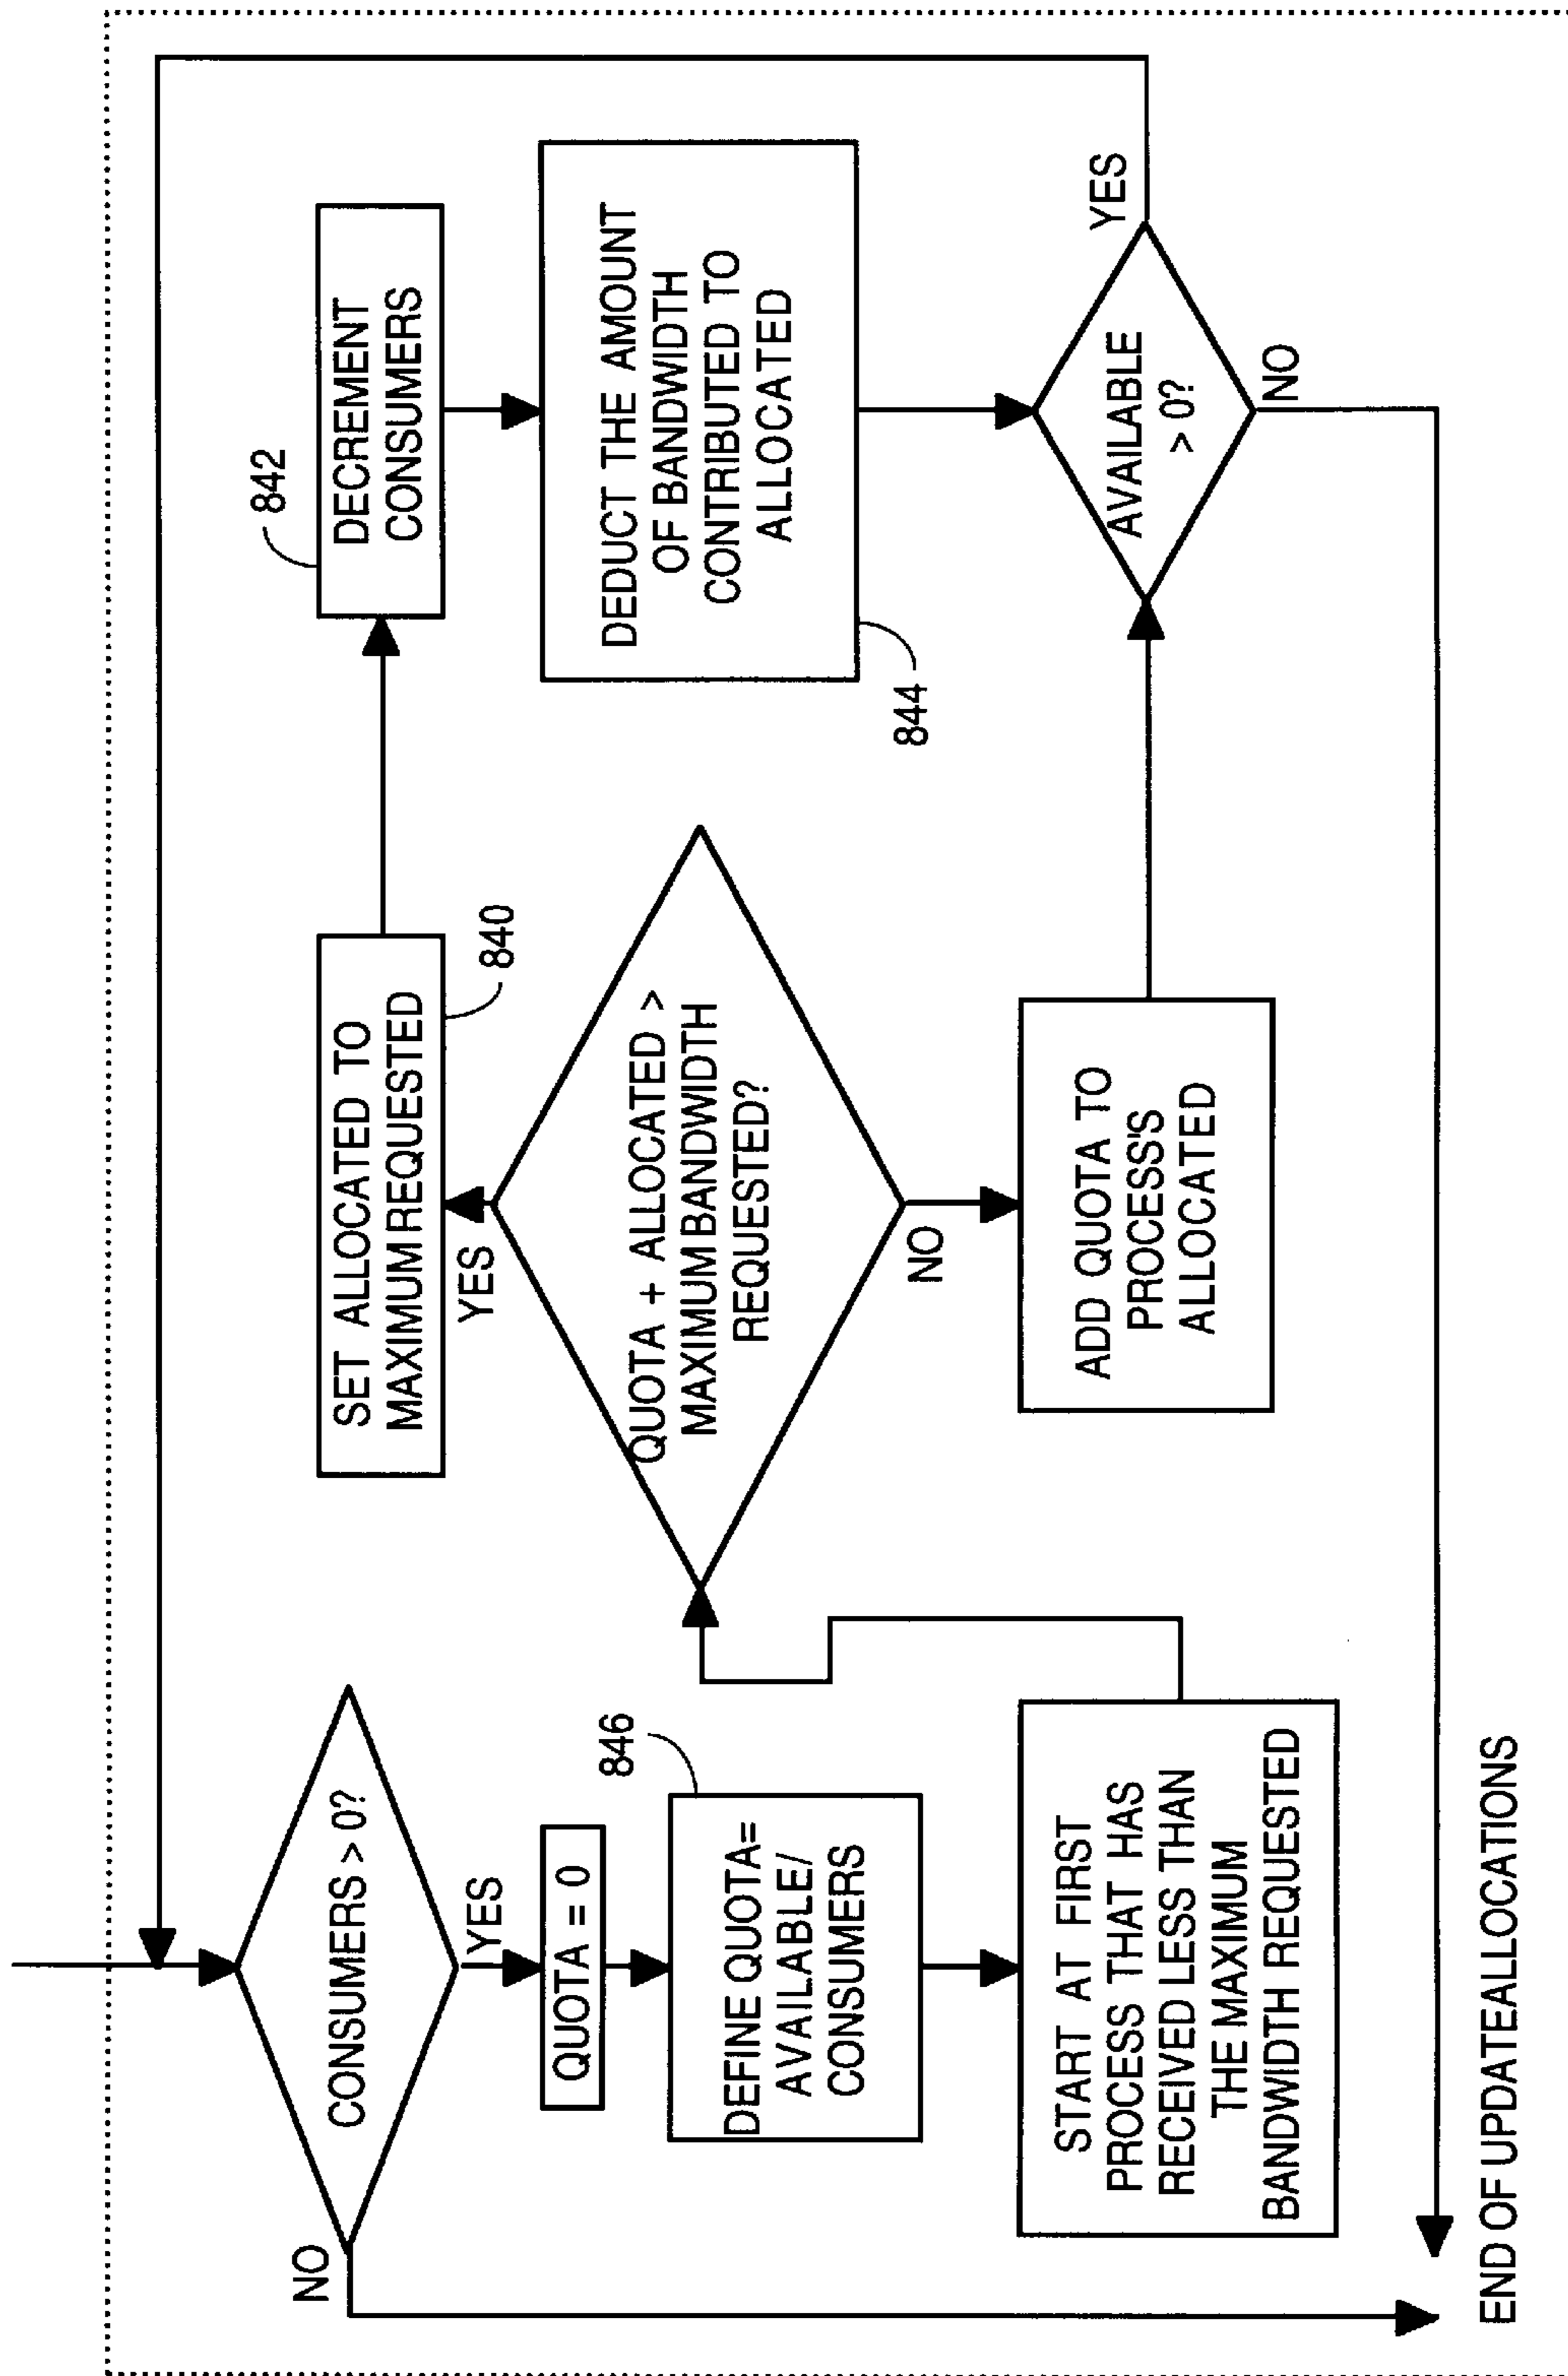 CONSUMERS > 0?
NO
YES
QUOTA = 0
846
DEFINE QUOTA=
AVAILABLE/
CONSUMERS
START AT FIRST
PROCESS THAT HAS
RECEIVED LESS THAN
THE MAXIMUM
BANDWIDTH REQUESTED
SET ALLOCATED TO
MAXIMUM REQUESTED
840
YES
QUOTA + ALLOCATED >
MAXIMUM BANDWIDTH
REQUESTED?
NO
ADD QUOTA TO
PROCESS'S
ALLOCATED
842
DECREMENT
CONSUMERS
DEDUCT THE AMOUNT
OF BANDWIDTH
CONTRIBUTED TO
ALLOCATED
844
AVAILABLE
> 0?
YES
NO
END OF UPDATEALLOCATIONS